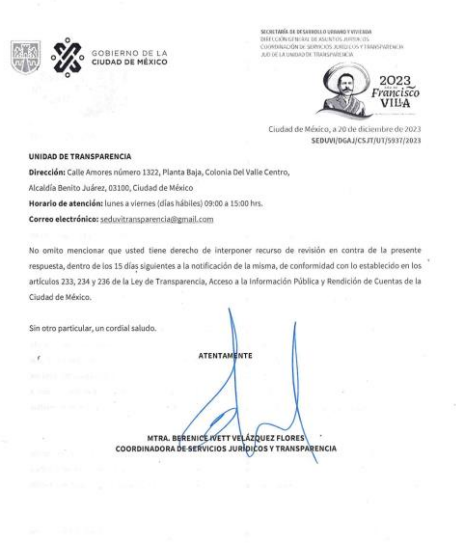 GOBIERNO DE LA
CIUDAD DE MÉXICO
SECRETARÍA DE DESARROLLO URBANO Y VIVIENDA
DIRECCIÓN GENERAL DE ASUNTOS JURÍDICOS
COORDINACIÓN DE SERVICIOS JURÍDICOS Y TRANSPARENCIA
JUD DE LA UNIDAD DE TRANSPARENCIA
2023
Francisco
VILLA
Ciudad de México, a 20 de diciembre de 2023
SEDUVI/DGAJ/CSJT/UT/5937/2023
UNIDAD DE TRANSPARENCIA
Dirección: Calle Amores número 1322, Planta Baja, Colonia Del Valle Centro,
Alcaldía Benito Juárez, 03100, Ciudad de México
Horario de atención: lunes a viernes (días hábiles) 09:00 a 15:00 hrs.
Correo electrónico: seduvitransparencia@gmail.com
No omito mencionar que usted tiene derecho de interponer recurso de revisión en contra de la presente
respuesta, dentro de los 15 días siguientes a la notificación de la misma, de conformidad con lo establecido en los
artículos 233, 234 y 236 de la Ley de Transparencia, Acceso a la Información Pública y Rendición de Cuentas de la
Ciudad de México.
Sin otro particular, un cordial saludo.
ATENTAMENTE
MTRA. BERENICE IVETT VELÁZQUEZ FLORES
COORDINADORA DE SERVICIOS JURÍDICOS Y TRANSPARENCIA